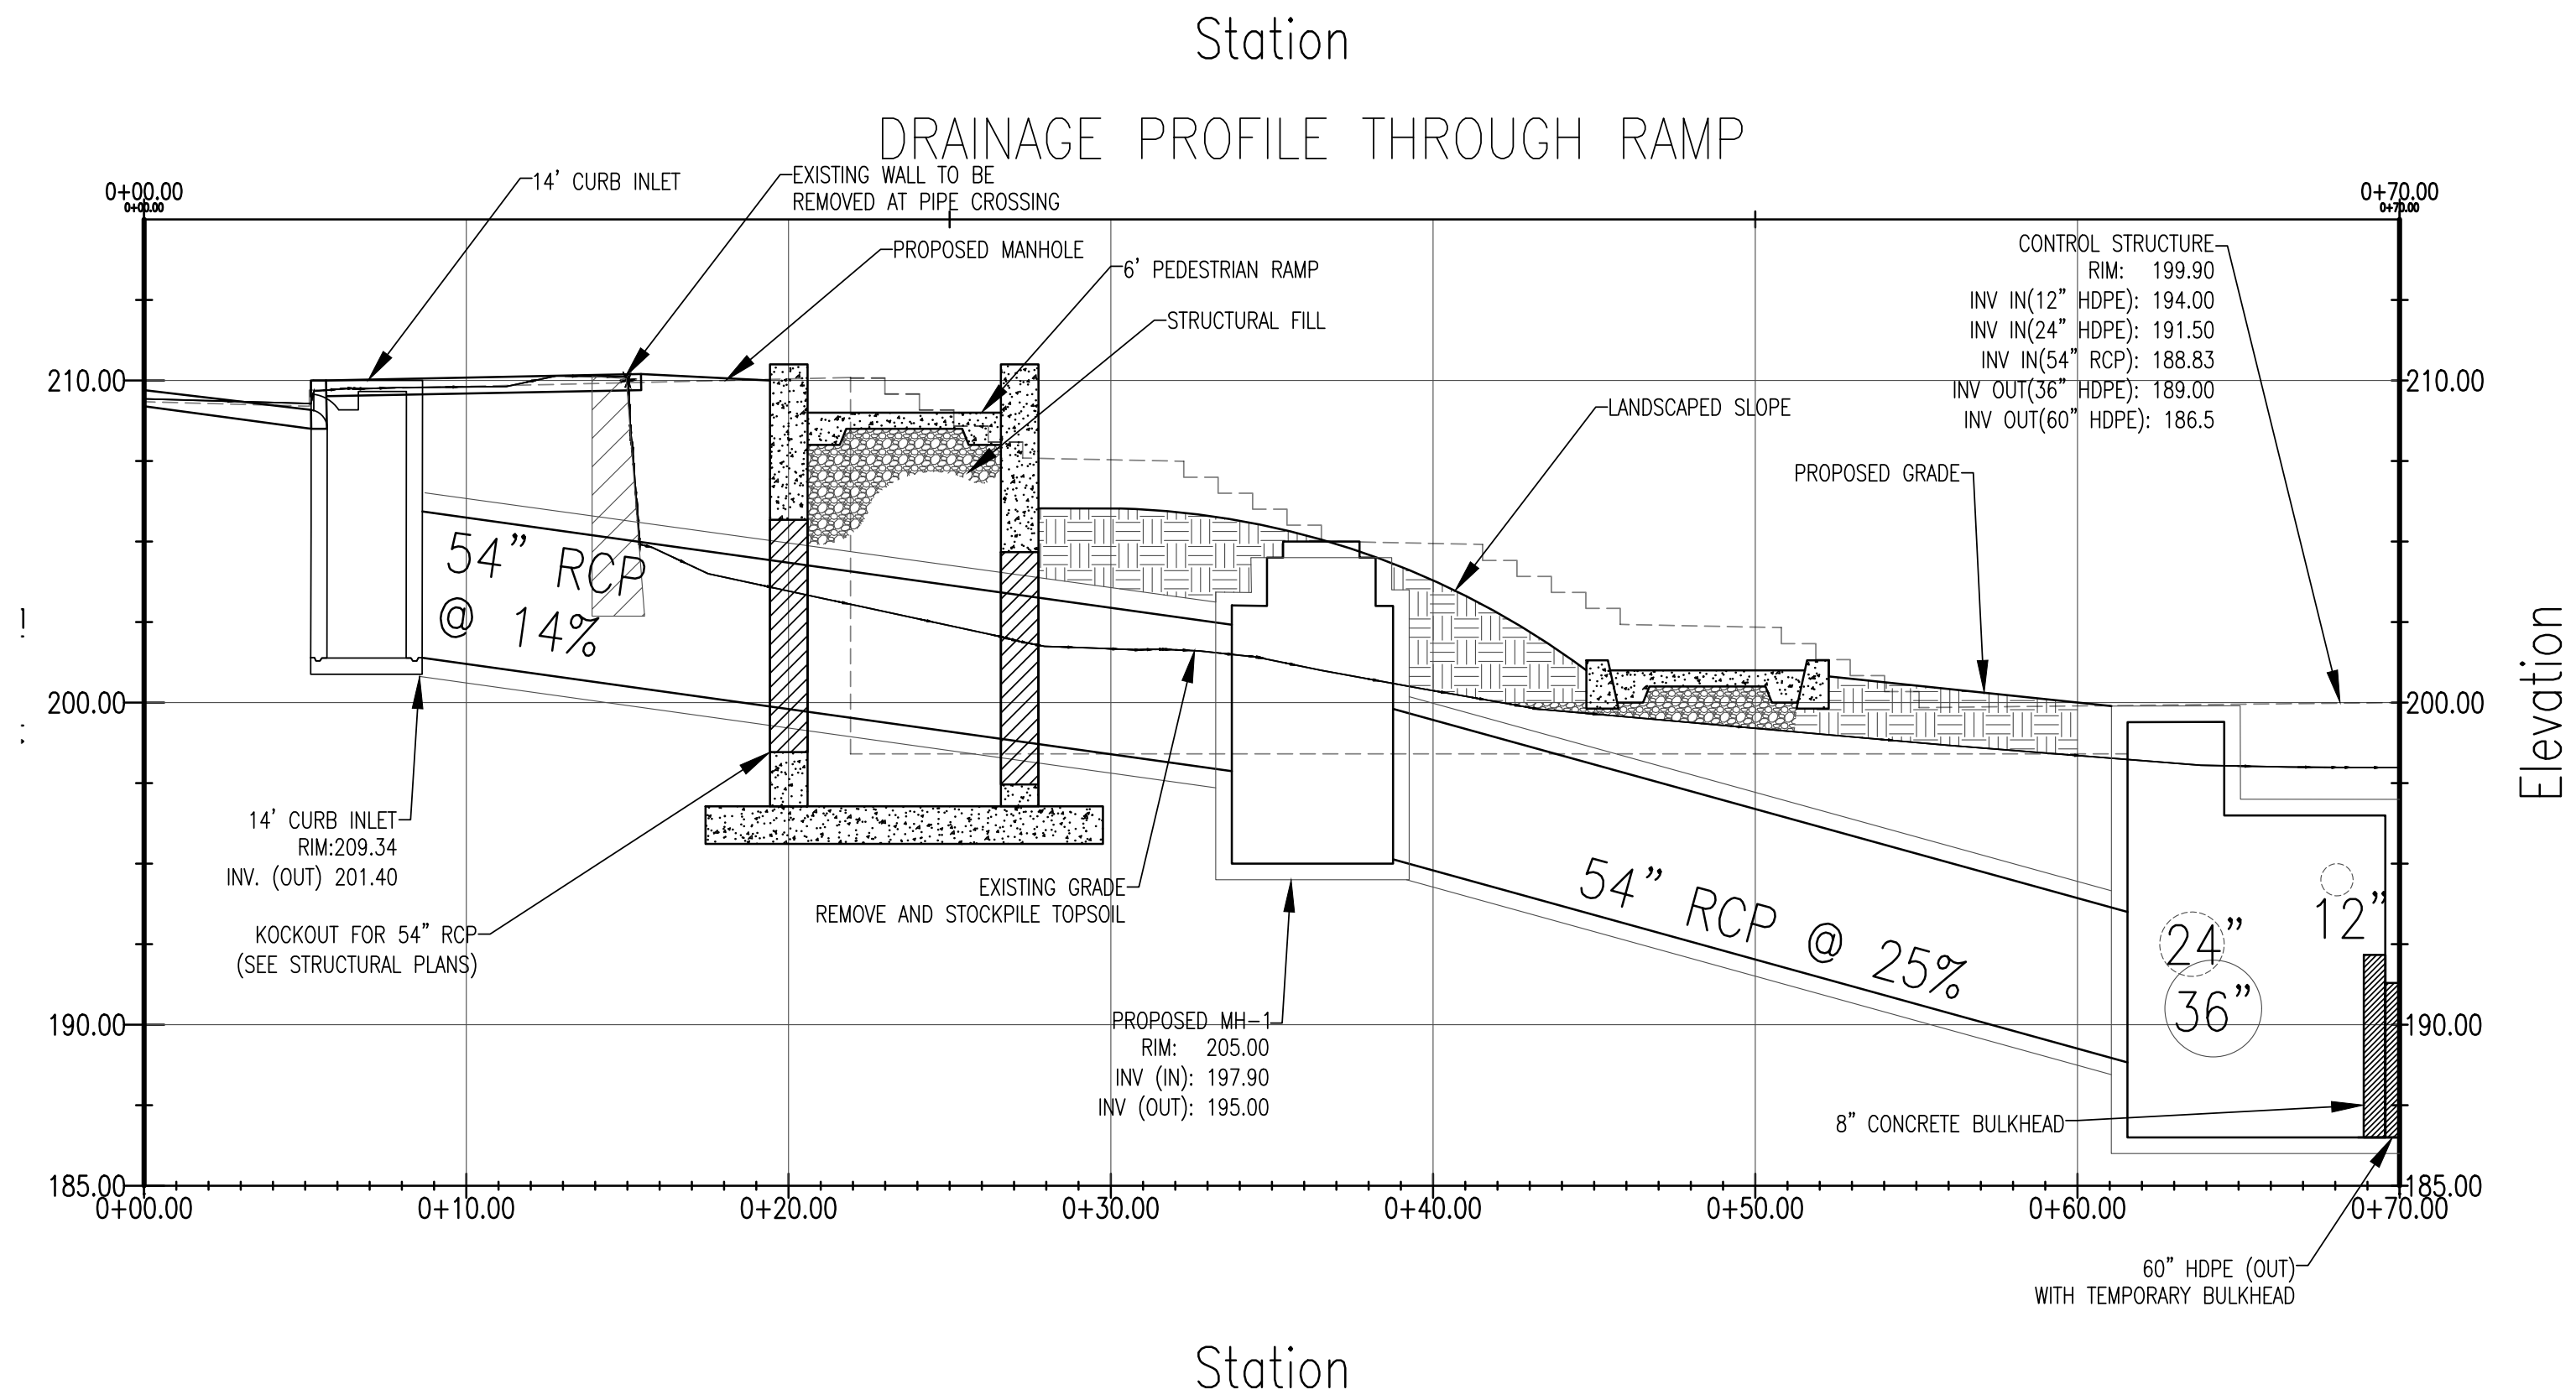 Station
DRAINAGE PROFILE THROUGH RAMP
0+00.00
0+00.00
0+70.00
0+70.00
14' CURB INLET
EXISTING WALL TO BE
REMOVED AT PIPE CROSSING
PROPOSED MANHOLE
6' PEDESTRIAN RAMP
STRUCTURAL FILL
CONTROL STRUCTURE
RIM: 199.90
INV IN(12" HDPE): 194.00
INV IN(24" HDPE): 191.50
INV IN(54" RCP): 188.83
INV OUT(36" HDPE): 189.00
INV OUT(60" HDPE): 186.5
LANDSCAPED SLOPE
PROPOSED GRADE
210.00
210.00
54" RCP
@ 14%
200.00
200.00
Elevation
14' CURB INLET
RIM:209.34
INV. (OUT) 201.40
KOCKOUT FOR 54" RCP
(SEE STRUCTURAL PLANS)
EXISTING GRADE
REMOVE AND STOCKPILE TOPSOIL
54" RCP @ 25%
12"
24"
36"
190.00
190.00
PROPOSED MH-1
RIM: 205.00
INV (IN): 197.90
INV (OUT): 195.00
8" CONCRETE BULKHEAD
185.00
185.00
0+00.00
0+10.00
0+20.00
0+30.00
0+40.00
0+50.00
0+60.00
0+70.00
60" HDPE (OUT)
WITH TEMPORARY BULKHEAD
Station